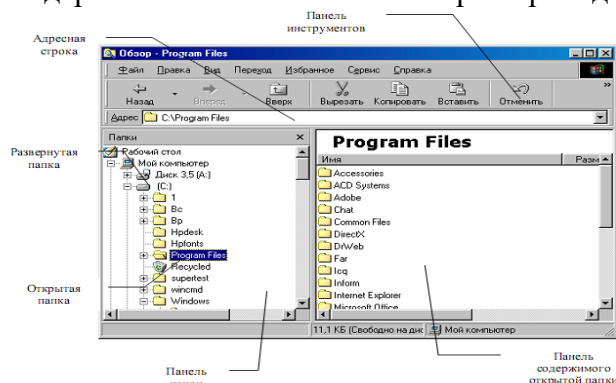 Панель
инструментов
Адресная
строка
Обзор - Program Files
Файл Правка Вид Переход Избранное Сервис Справка
Назад Вперед Вверх Вырезать Копировать Вставить Отменить
Адрес C:\Program Files
Папки
Program Files
Развернутая
папка
Рабочий стол
Мой компьютер
Диск 3,5 (A:)
(C:)
1
Bc
Bp
Hpdesk
Hpfonts
Program Files
Recycled
supertest
wincmd
Windows
Имя Разм
Accessories
ACD Systems
Adobe
Chat
Common Files
DirectX
DrWeb
Far
Icq
Inform
Internet Explorer
Microsoft Office
Открытая
папка
11,1 КБ (Свободно на дис Мой компьютер
Панель
Панель
содержимого
открытой папки